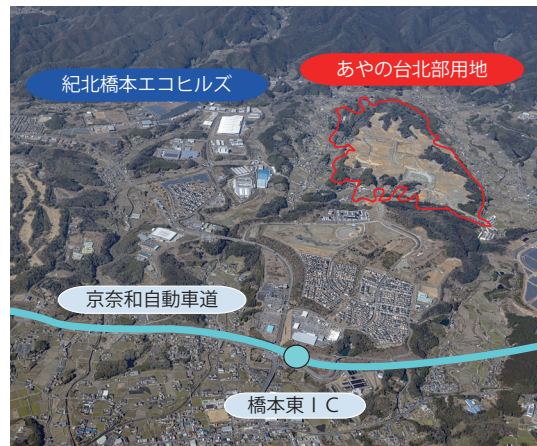 あやの台北部用地
紀北橋本エコヒルズ
京奈和自動車道
橋本東ＩＣ